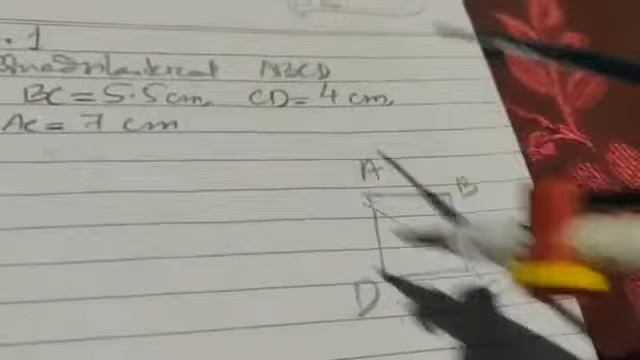 . 1
Quadrilateral ABCD
BC = 5.5 cm, CD = 4 cm,
AC = 7 cm
A
B
D